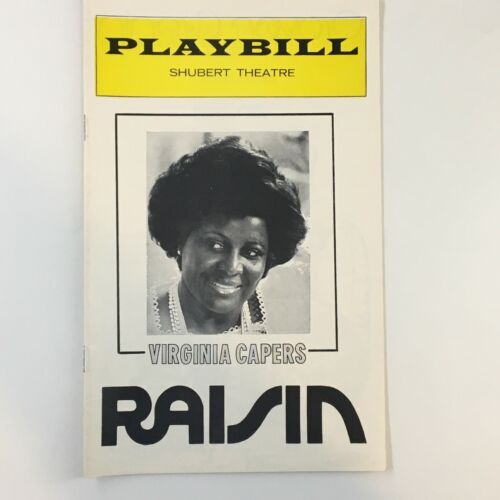 PLAYBILL
SHUBERT THEATRE
VIRGINIA CAPERS
RAISIN